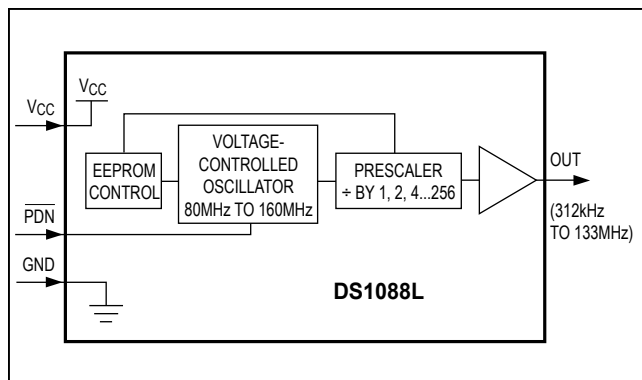 VCC
VCC
EEPROM
CONTROL
VOLTAGE-
CONTROLLED
OSCILLATOR
80MHz TO 160MHz
PRESCALER
÷ BY 1, 2, 4...256
OUT
(312kHz
TO 133MHz)
PDN
GND
DS1088L